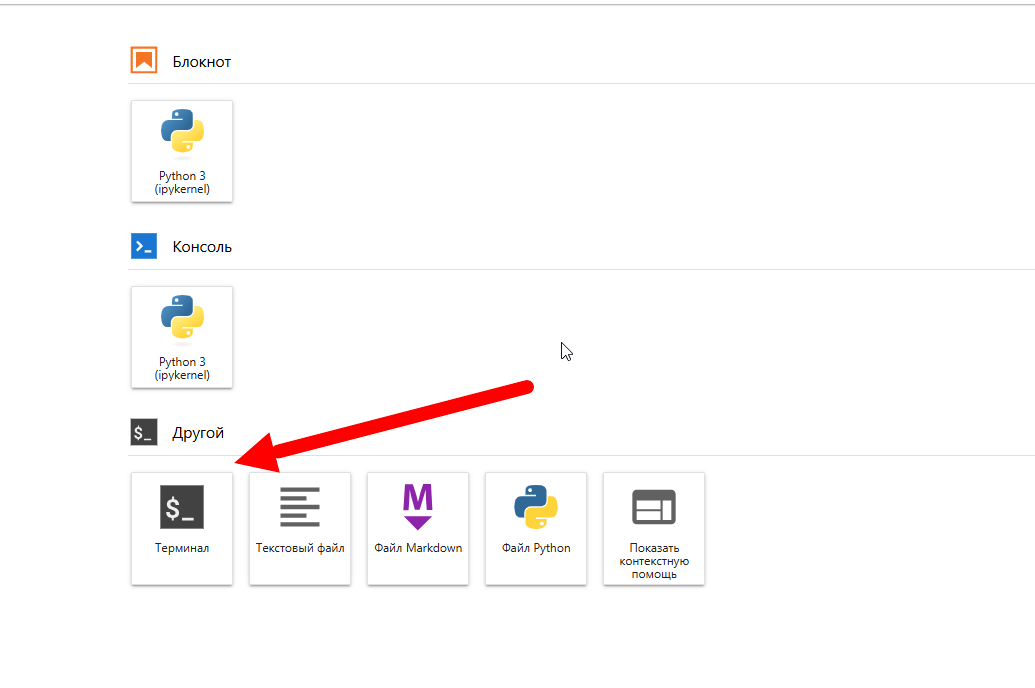 Блокнот
Python 3
(ipykernel)
Консоль
Python 3
(ipykernel)
$_ Другой
$_
Терминал
Текстовый файл
M
Файл Markdown
Файл Python
Показать
контекстную
помощь